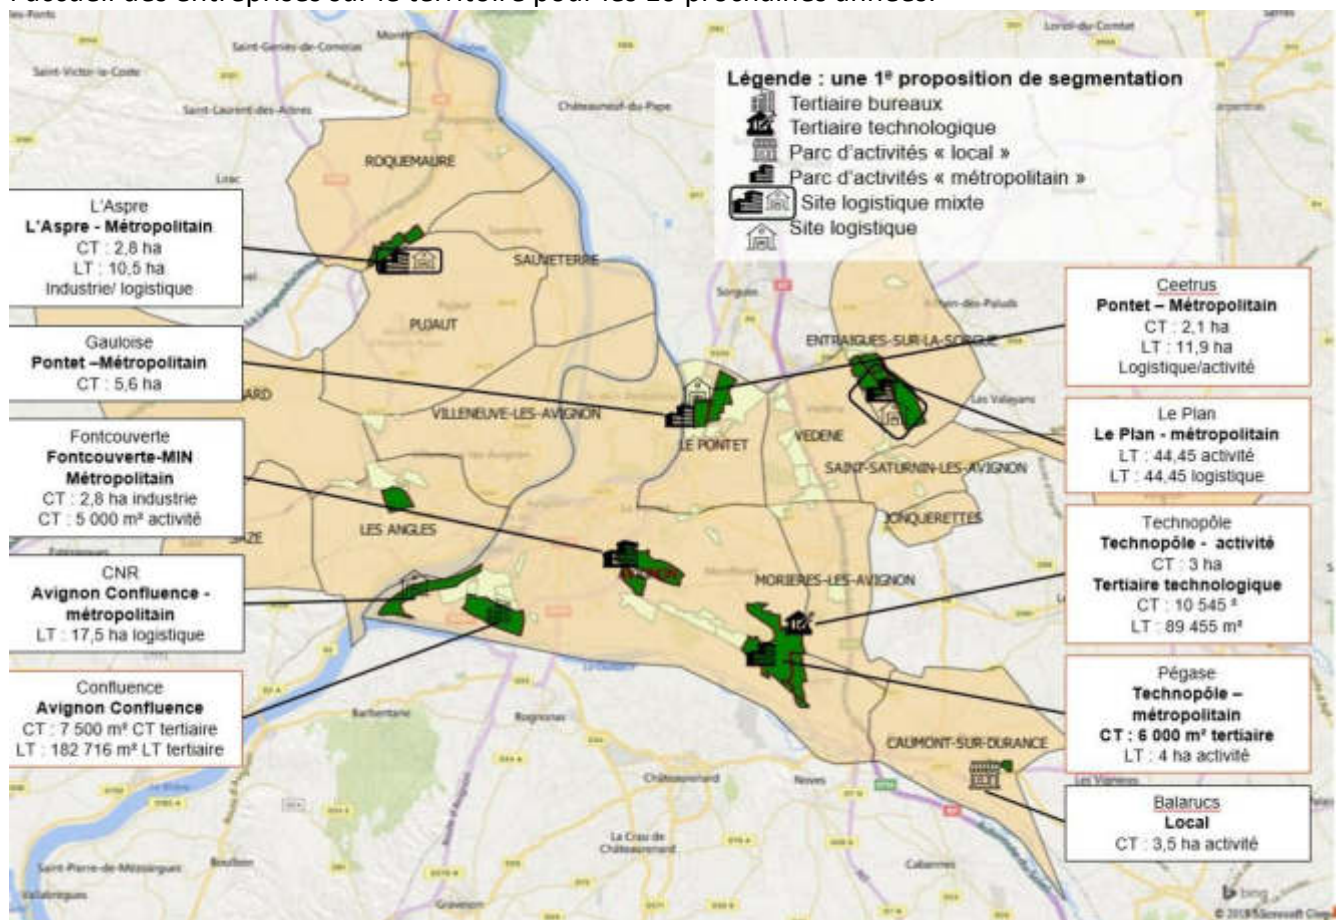 l'accueil des entreprises sur le territoire pour les 10 prochaines années.
Légende : une 1ᵉ proposition de segmentation
Tertiaire bureaux
Tertiaire technologique
Parc d'activités « local »
Parc d'activités « métropolitain »
Site logistique mixte
Site logistique
L'Aspre
L'Aspre - Métropolitain
CT : 2,8 ha
LT : 10,5 ha
Industrie/ logistique
Gauloise
Pontet –Métropolitain
CT : 5,6 ha
Fontcouverte
Fontcouverte-MIN
Métropolitain
CT : 2,8 ha industrie
CT : 5 000 m² activité
CNR
Avignon Confluence -
métropolitain
LT : 17,5 ha logistique
Confluence
Avignon Confluence
CT : 7 500 m² CT tertiaire
LT : 182 716 m² LT tertiaire
Ceetrus
Pontet – Métropolitain
CT : 2,1 ha
LT : 11,9 ha
Logistique/activité
Le Plan
Le Plan - métropolitain
LT : 44,45 activité
LT : 44,45 logistique
Technopôle
Technopôle - activité
CT : 3 ha
Tertiaire technologique
CT : 10 545 ²
LT : 89 455 m²
Pégase
Technopôle –
métropolitain
CT : 6 000 m² tertiaire
LT : 4 ha activité
Balarucs
Local
CT : 3,5 ha activité
ROQUEMAURE
SAUVETERRE
PUJAUT
VILLENEUVE-LES-AVIGNON
LES ANGLES
LE PONTET
VEDENE
ENTRAIGUES-SUR-LA-SORGUE
SAINT-SATURNIN-LES-AVIGNON
JONQUERETTES
MORIERES-LES-AVIGNON
CAUMONT-SUR-DURANCE
Saint-Geniès-de-Comolas
Saint-Victor-la-Coste
Saint-Laurent-des-Arbres
Lirac
Châteauneuf-du-Pape
Loriol-du-Comtat
Sorgues
Les Valayans
Barbentane
Rognonas
Châteaurenard
Noves
La Crau de
Châteaurenard
Cabannes
Les Vignères
Saint-Pierre-de-Mézoargues
Boulbon
Vallabrègues
Graveson
bing